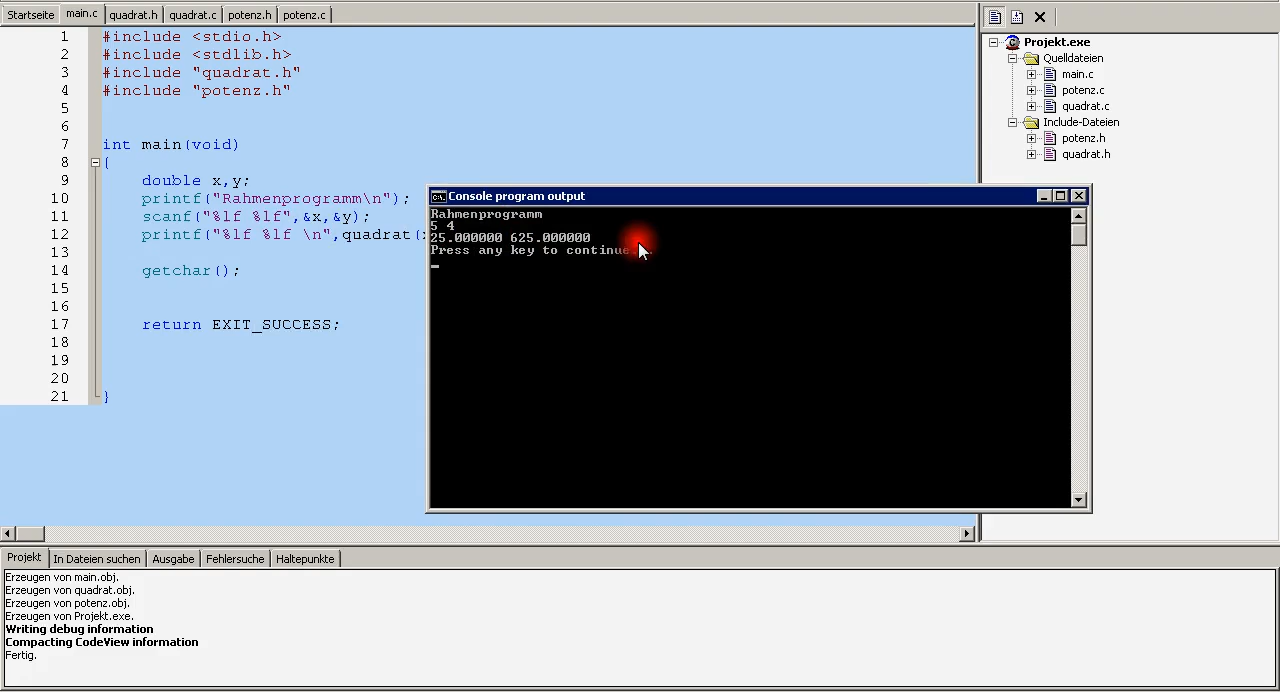 Startseite main.c quadrat.h quadrat.c potenz.h potenz.c
1 #include <stdio.h>
2 #include <stdlib.h>
3 #include "quadrat.h"
4 #include "potenz.h"
5
6
7 int main(void)
8 {
9 double x,y;
10 printf("Rahmenprogramm\n");
11 scanf("%lf %lf",&x,&y);
12 printf("%lf %lf \n",quadrat(
13
14 getchar();
15
16
17 return EXIT_SUCCESS;
18
19
20
21 }
Console program output
Rahmenprogramm
5 4
25.000000 625.000000
Press any key to continue
Projekt.exe
Quelldateien
main.c
potenz.c
quadrat.c
Include-Dateien
potenz.h
quadrat.h
Projekt In Dateien suchen Ausgabe Fehlersuche Haltepunkte
Erzeugen von main.obj.
Erzeugen von quadrat.obj.
Erzeugen von potenz.obj.
Erzeugen von Projekt.exe.
Writing debug information
Compacting CodeView information
Fertig.